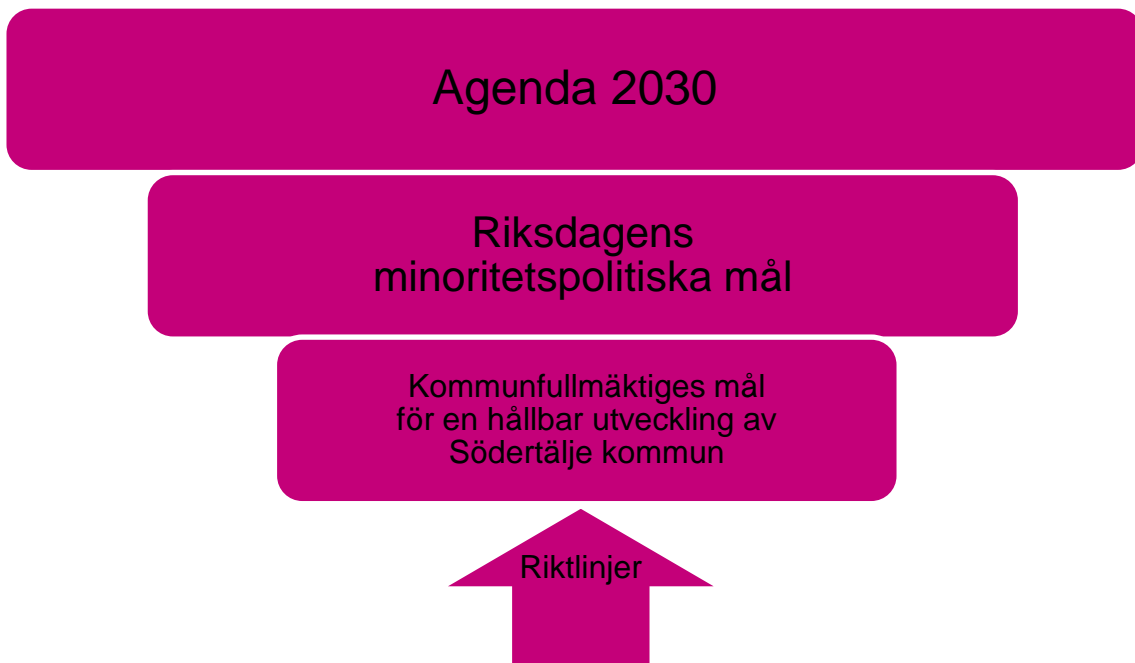 Agenda 2030
Riksdagens
minoritetspolitiska mål
Kommunfullmäktiges mål
för en hållbar utveckling av
Södertälje kommun
Riktlinjer